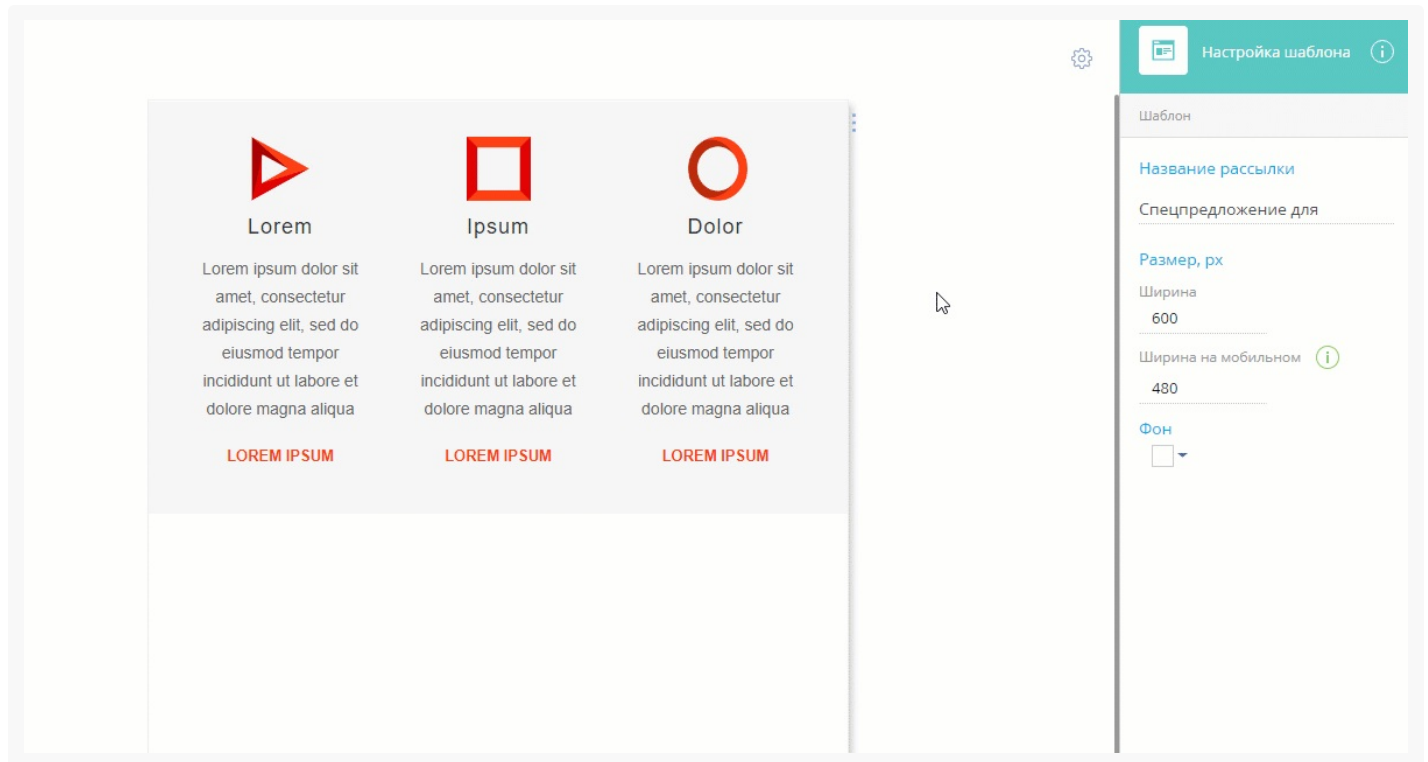 Настройка шаблона
Шаблон
Название рассылки
Спецпредложение для
Размер, px
Ширина
600
Ширина на мобильном
480
Фон
Lorem
Lorem ipsum dolor sit
amet, consectetur
adipiscing elit, sed do
eiusmod tempor
incididunt ut labore et
dolore magna aliqua
LOREM IPSUM
Ipsum
Lorem ipsum dolor sit
amet, consectetur
adipiscing elit, sed do
eiusmod tempor
incididunt ut labore et
dolore magna aliqua
LOREM IPSUM
Dolor
Lorem ipsum dolor sit
amet, consectetur
adipiscing elit, sed do
eiusmod tempor
incididunt ut labore et
dolore magna aliqua
LOREM IPSUM